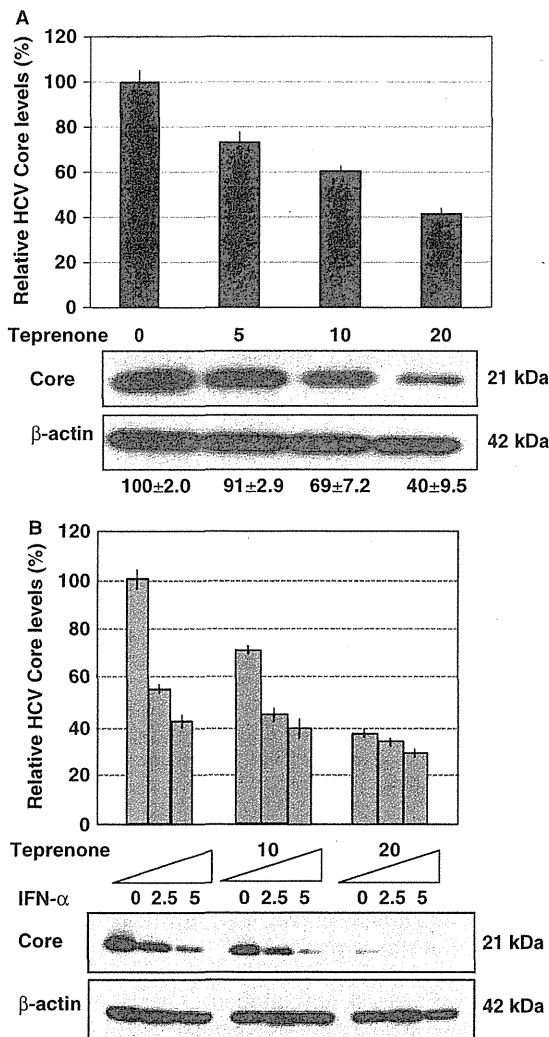 A
Relative HCV Core levels (%)
120
100
80
60
40
20
0
Teprenone 0 5 10 20
Core 21 kDa
β-actin 42 kDa
100±2.0 91±2.9 69±7.2 40±9.5
B
Relative HCV Core levels (%)
120
100
80
60
40
20
0
Teprenone 10 20
IFN-α 0 2.5 5 0 2.5 5 0 2.5 5
Core 21 kDa
β-actin 42 kDa